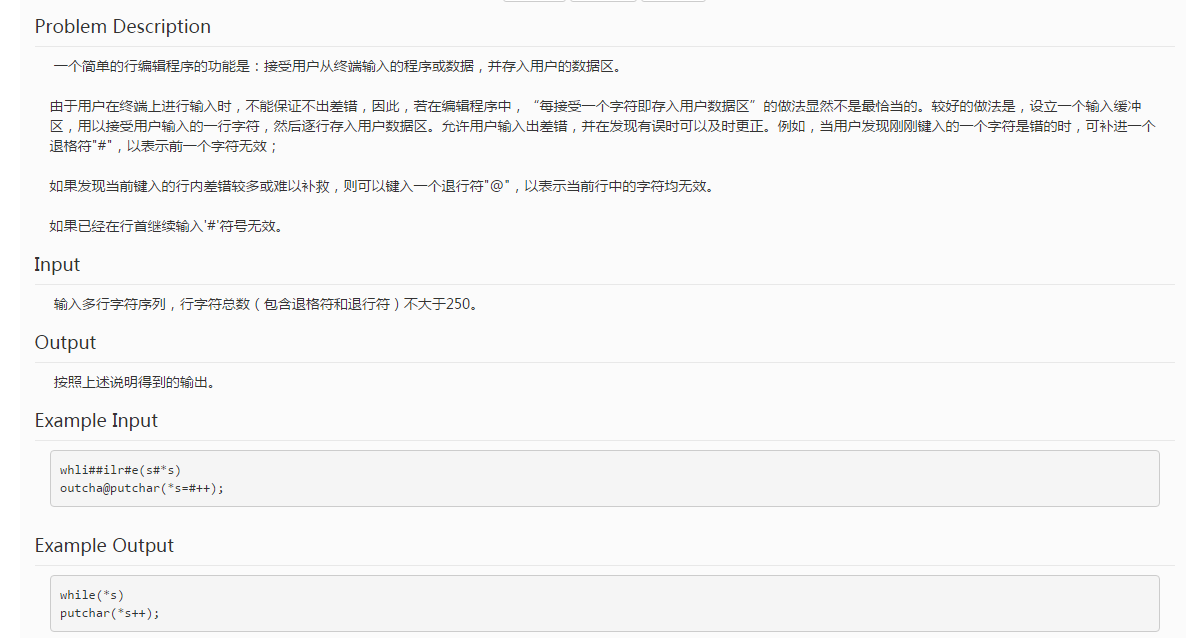 Problem Description
一个简单的行编辑程序的功能是：接受用户从终端输入的程序或数据，并存入用户的数据区。
由于用户在终端上进行输入时，不能保证不出差错，因此，若在编辑程序中，“每接受一个字符即存入用户数据区”的做法显然不是最恰当的。较好的做法是，设立一个输入缓冲
区，用以接受用户输入的一行字符，然后逐行存入用户数据区。允许用户输入出差错，并在发现有误时可以及时更正。例如，当用户发现刚刚键入的一个字符是错的时，可补进一个
退格符"#"，以表示前一个字符无效；
如果发现当前键入的行内差错较多或难以补救，则可以键入一个退行符"@"，以表示当前行中的字符均无效。
如果已经在行首继续输入'#'符号无效。
Input
输入多行字符序列，行字符总数（包含退格符和退行符）不大于250。
Output
按照上述说明得到的输出。
Example Input
whli##ilr#e(s#*s)
outcha@putchar(*s=#++);
Example Output
while(*s)
putchar(*s++);